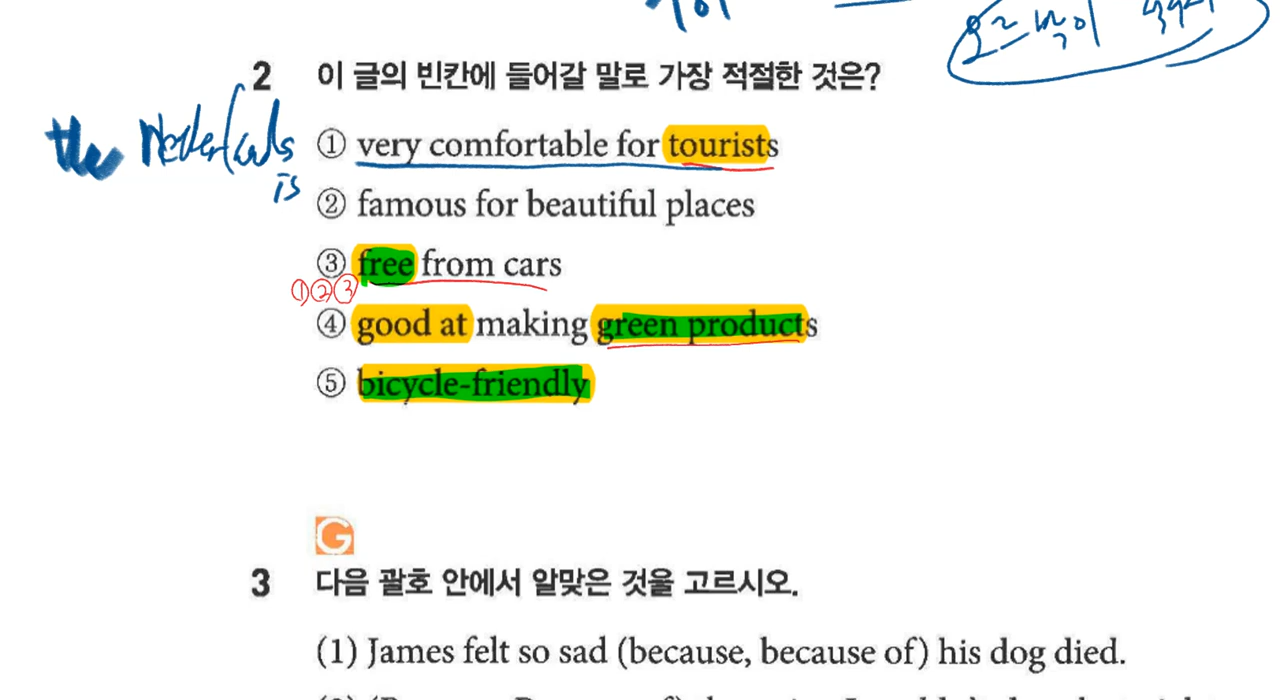 2 이 글의 빈칸에 들어갈 말로 가장 적절한 것은?
the Netherlands is
① very comfortable for tourists
② famous for beautiful places
③ free from cars
①②③
④ good at making green products
⑤ bicycle-friendly
G
3 다음 괄호 안에서 알맞은 것을 고르시오.
(1) James felt so sad (because, because of) his dog died.